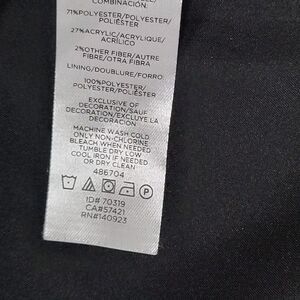 COMBINACIÓN:
71%POLYESTER/POLYESTER/
POLIÉSTER
27%ACRYLIC/ACRYLIQUE/
ACRÍLICO
2%OTHER FIBER/AUTRE
FIBRE/OTRA FIBRA
LINING/DOUBLURE/FORRO:
100%POLYESTER/
POLYESTER/POLIÉSTER
EXCLUSIVE OF
DECORATION/SAUF
DECORATION/EXCLUYE LA
DECORACIÓN
MACHINE WASH COLD
ONLY NON-CHLORINE
BLEACH WHEN NEEDED
TUMBLE DRY LOW
COOL IRON IF NEEDED
OR DRY CLEAN
486704
P
ID# 70319
CA#57421
RN#140923